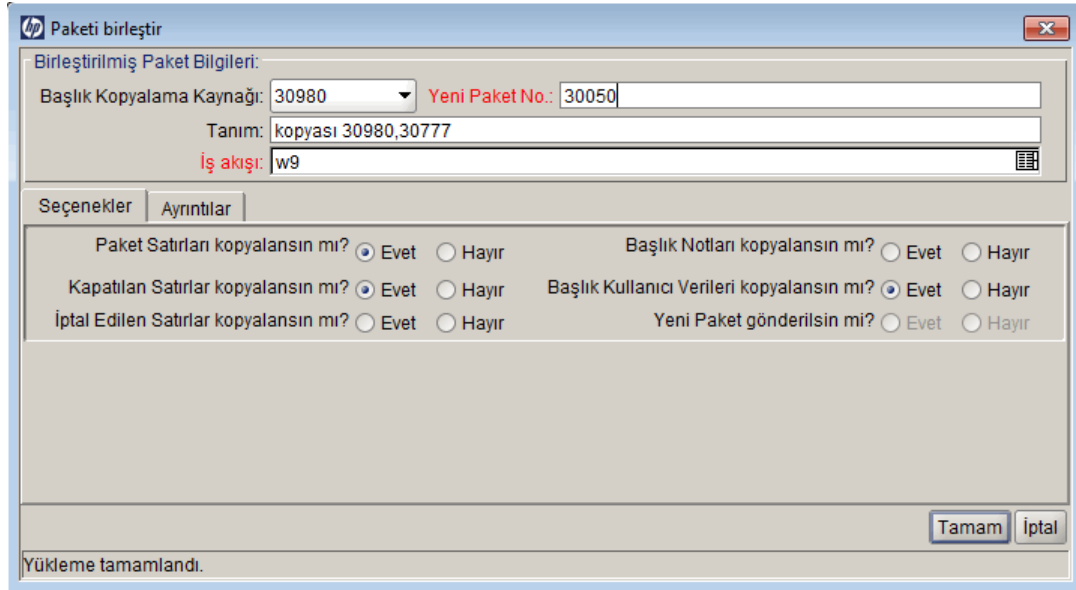 hp Paketi birleştir
Birleştirilmiş Paket Bilgileri:
Başlık Kopyalama Kaynağı: 30980 Yeni Paket No.: 30050
Tanım: kopyası 30980,30777
İş akışı: w9
Seçenekler Ayrıntılar
Paket Satırları kopyalansın mı? Evet Hayır Başlık Notları kopyalansın mı? Evet Hayır
Kapatılan Satırlar kopyalansın mı? Evet Hayır Başlık Kullanıcı Verileri kopyalansın mı? Evet Hayır
İptal Edilen Satırlar kopyalansın mı? Evet Hayır Yeni Paket gönderilsin mi? Evet Hayır
Tamam İptal
Yükleme tamamlandı.